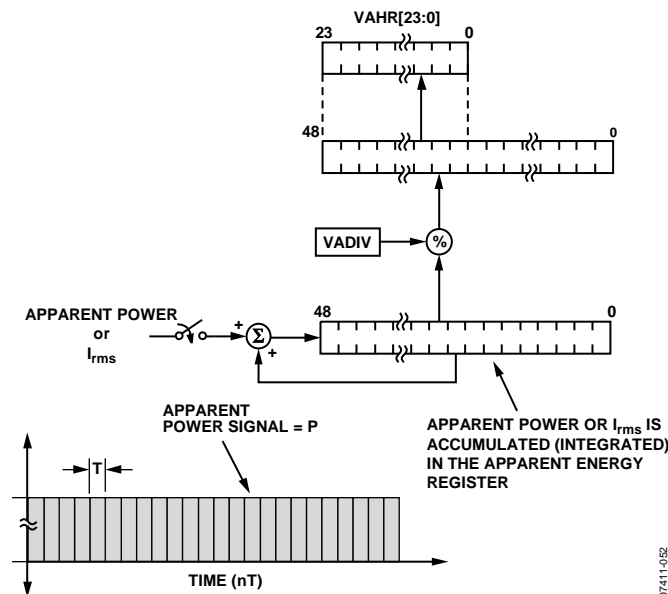 VAHR[23:0]
23 0
48 0
VADIV %
48 0
APPARENT POWER
or
Irms
+ Σ
+
APPARENT
POWER SIGNAL = P
APPARENT POWER OR Irms IS
ACCUMULATED (INTEGRATED)
IN THE APPARENT ENERGY
REGISTER
T
TIME (nT)
07411-052